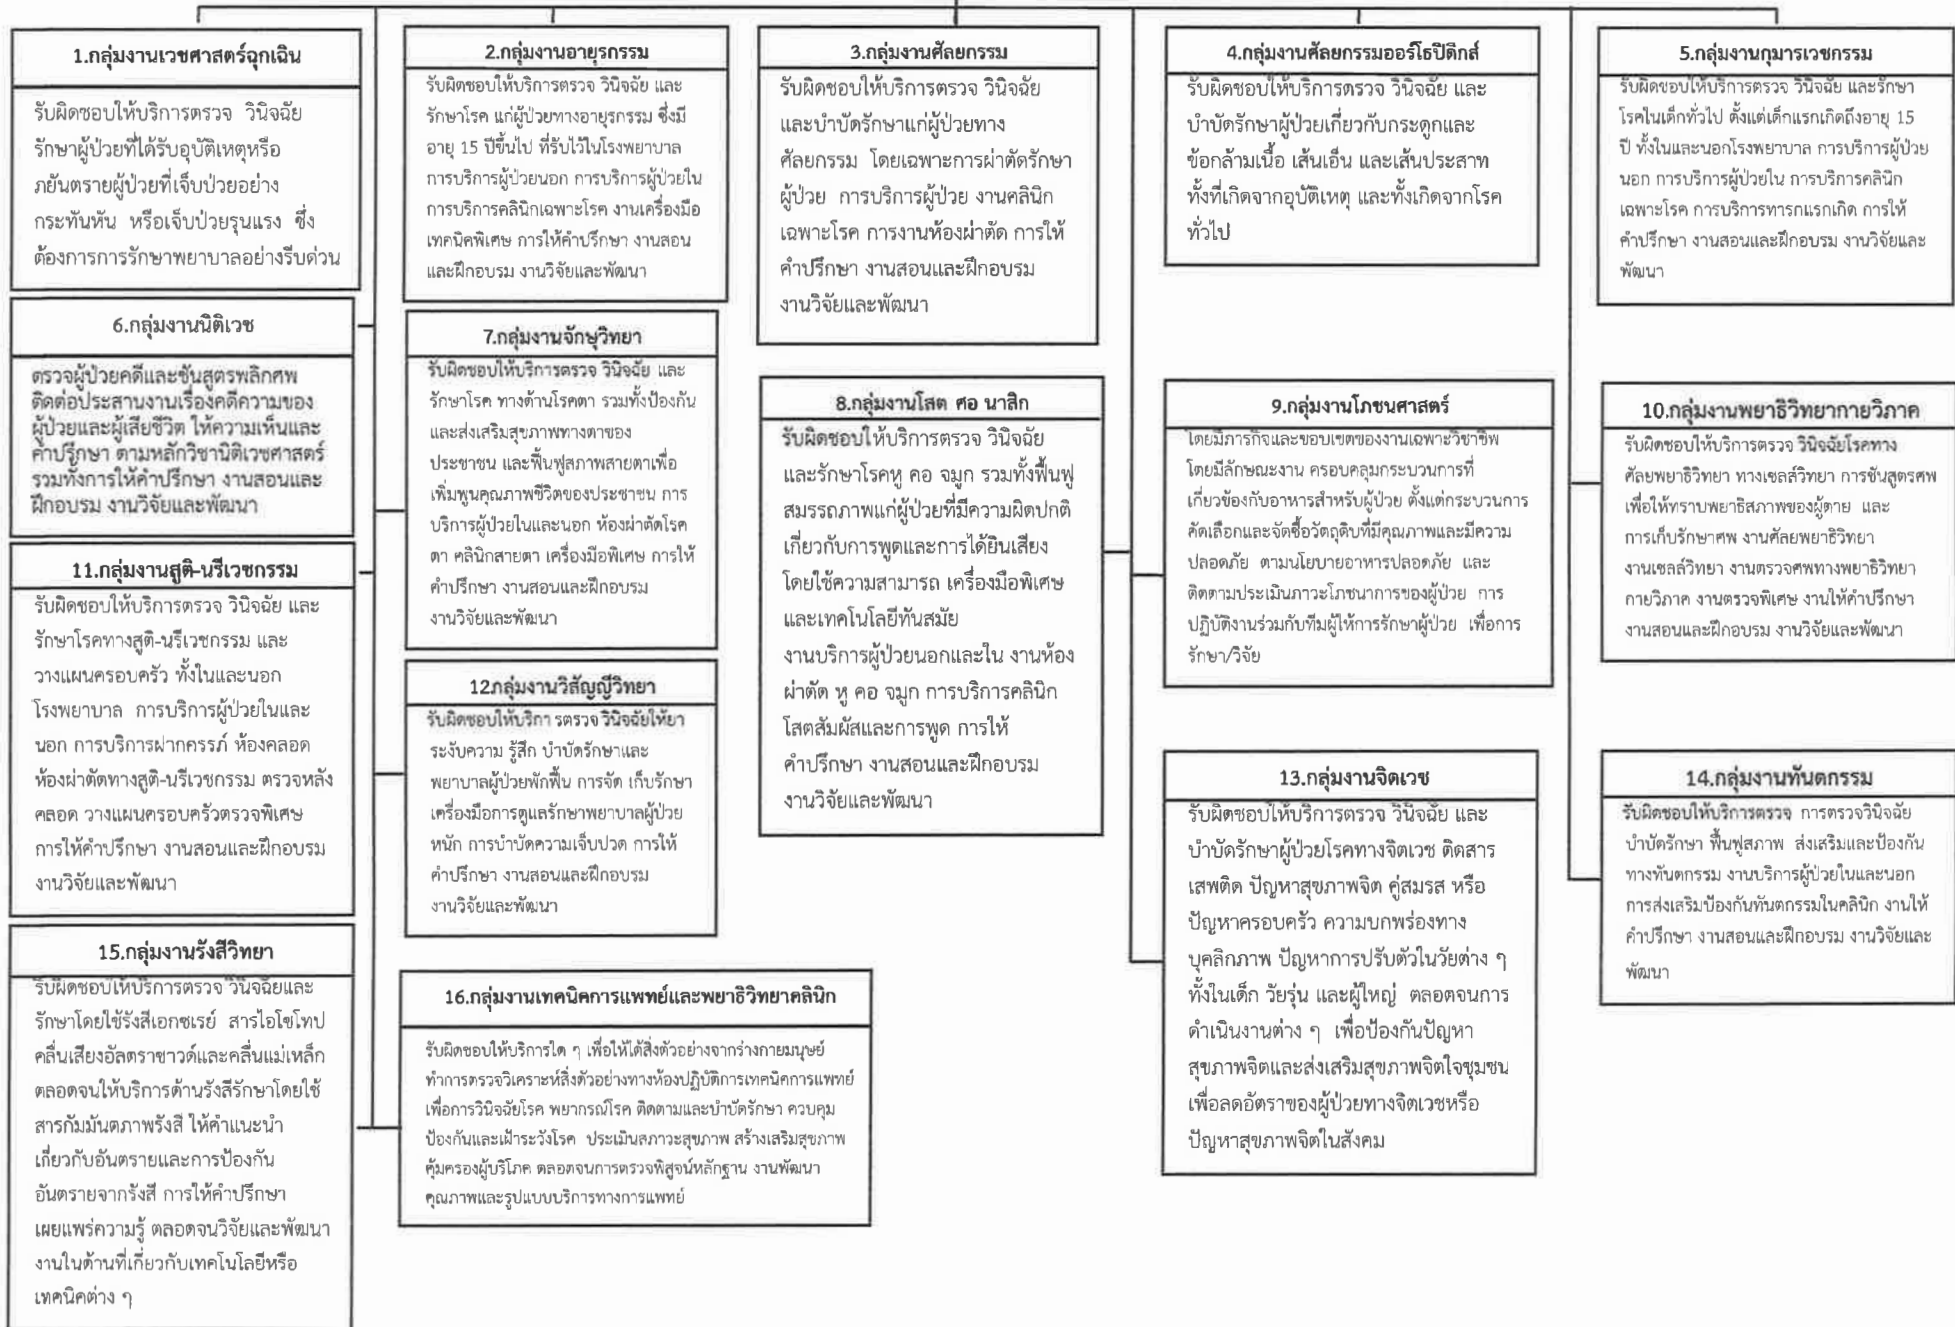 1.กลุ่มงานเวชศาสตร์ฉุกเฉิน
รับผิดชอบให้บริการตรวจ วินิจฉัย
รักษาผู้ป่วยที่ได้รับอุบัติเหตุหรือ
ภยันตรายผู้ป่วยที่เจ็บป่วยอย่าง
กระทันหัน หรือเจ็บป่วยรุนแรง ซึ่ง
ต้องการการรักษาพยาบาลอย่างรีบด่วน
2.กลุ่มงานอายุรกรรม
รับผิดชอบให้บริการตรวจ วินิจฉัย และ
รักษาโรค แก่ผู้ป่วยทางอายุรกรรม ซึ่งมี
อายุ 15 ปีขึ้นไป ที่รับไว้ในโรงพยาบาล
การบริการผู้ป่วยนอก การบริการผู้ป่วยใน
การบริการคลินิกเฉพาะโรค งานเครื่องมือ
เทคนิคพิเศษ การให้คำปรึกษา งานสอน
และฝึกอบรม งานวิจัยและพัฒนา
3.กลุ่มงานศัลยกรรม
รับผิดชอบให้บริการตรวจ วินิจฉัย
และบำบัดรักษาแก่ผู้ป่วยทาง
ศัลยกรรม โดยเฉพาะการผ่าตัดรักษา
ผู้ป่วย การบริการผู้ป่วย งานคลินิก
เฉพาะโรค การงานห้องผ่าตัด การให้
คำปรึกษา งานสอนและฝึกอบรม
งานวิจัยและพัฒนา
4.กลุ่มงานศัลยกรรมออร์โธปิดิกส์
รับผิดชอบให้บริการตรวจ วินิจฉัย และ
บำบัดรักษาผู้ป่วยเกี่ยวกับกระดูกและ
ข้อกล้ามเนื้อ เส้นเอ็น และเส้นประสาท
ทั้งที่เกิดจากอุบัติเหตุ และทั้งเกิดจากโรค
ทั่วไป
5.กลุ่มงานกุมารเวชกรรม
รับผิดชอบให้บริการตรวจ วินิจฉัย และรักษา
โรคในเด็กทั่วไป ตั้งแต่เด็กแรกเกิดถึงอายุ 15
ปี ทั้งในและนอกโรงพยาบาล การบริการผู้ป่วย
นอก การบริการผู้ป่วยใน การบริการคลินิก
เฉพาะโรค การบริการทารกแรกเกิด การให้
คำปรึกษา งานสอนและฝึกอบรม งานวิจัยและ
พัฒนา
6.กลุ่มงานนิติเวช
ตรวจผู้ป่วยคดีและชันสูตรพลิกศพ
ติดต่อประสานงานเรื่องคดีความของ
ผู้ป่วยและผู้เสียชีวิต ให้ความเห็นและ
คำปรึกษา ตามหลักวิชานิติเวชศาสตร์
รวมทั้งการให้คำปรึกษา งานสอนและ
ฝึกอบรม งานวิจัยและพัฒนา
7.กลุ่มงานจักษุวิทยา
รับผิดชอบให้บริการตรวจ วินิจฉัย และ
รักษาโรค ทางด้านโรคตา รวมทั้งป้องกัน
และส่งเสริมสุขภาพทางตาของ
ประชาชน และฟื้นฟูสภาพสายตาเพื่อ
เพิ่มพูนคุณภาพชีวิตของประชาชน การ
บริการผู้ป่วยในและนอก ห้องผ่าตัดโรค
ตา คลินิกสายตา เครื่องมือพิเศษ การให้
คำปรึกษา งานสอนและฝึกอบรม
งานวิจัยและพัฒนา
8.กลุ่มงานโสต ศอ นาสิก
รับผิดชอบให้บริการตรวจ วินิจฉัย
และรักษาโรคหู คอ จมูก รวมทั้งฟื้นฟู
สมรรถภาพแก่ผู้ป่วยที่มีความผิดปกติ
เกี่ยวกับการพูดและการได้ยินเสียง
โดยใช้ความสามารถ เครื่องมือพิเศษ
และเทคโนโลยีทันสมัย
งานบริการผู้ป่วยนอกและใน งานห้อง
ผ่าตัด หู คอ จมูก การบริการคลินิก
โสตสัมผัสและการพูด การให้
คำปรึกษา งานสอนและฝึกอบรม
งานวิจัยและพัฒนา
9.กลุ่มงานโภชนศาสตร์
โดยมีภารกิจและขอบเขตของงานเฉพาะวิชาชีพ
โดยมีลักษณะงาน ครอบคลุมกระบวนการที่
เกี่ยวข้องกับอาหารสำหรับผู้ป่วย ตั้งแต่กระบวนการ
คัดเลือกและจัดซื้อวัตถุดิบที่มีคุณภาพและมีความ
ปลอดภัย ตามนโยบายอาหารปลอดภัย และ
ติดตามประเมินภาวะโภชนาการของผู้ป่วย การ
ปฏิบัติงานร่วมกับทีมผู้ให้การรักษาผู้ป่วย เพื่อการ
รักษา/วิจัย
10.กลุ่มงานพยาธิวิทยากายวิภาค
รับผิดชอบให้บริการตรวจ วินิจฉัยโรคทาง
ศัลยพยาธิวิทยา ทางเซลล์วิทยา การชันสูตรศพ
เพื่อให้ทราบพยาธิสภาพของผู้ตาย และ
การเก็บรักษาศพ งานศัลยพยาธิวิทยา
งานเซลล์วิทยา งานตรวจศพทางพยาธิวิทยา
กายวิภาค งานตรวจพิเศษ งานให้คำปรึกษา
งานสอนและฝึกอบรม งานวิจัยและพัฒนา
11.กลุ่มงานสูติ-นรีเวชกรรม
รับผิดชอบให้บริการตรวจ วินิจฉัย และ
รักษาโรคทางสูติ-นรีเวชกรรม และ
วางแผนครอบครัว ทั้งในและนอก
โรงพยาบาล การบริการผู้ป่วยในและ
นอก การบริการฝากครรภ์ ห้องคลอด
ห้องผ่าตัดทางสูติ-นรีเวชกรรม ตรวจหลัง
คลอด วางแผนครอบครัวตรวจพิเศษ
การให้คำปรึกษา งานสอนและฝึกอบรม
งานวิจัยและพัฒนา
12.กลุ่มงานวิสัญญีวิทยา
รับผิดชอบให้บริกา รตรวจ วินิจฉัยให้ยา
ระงับความ รู้สึก บำบัดรักษาและ
พยาบาลผู้ป่วยพักฟื้น การจัด เก็บรักษา
เครื่องมือการดูแลรักษาพยาบาลผู้ป่วย
หนัก การบำบัดความเจ็บปวด การให้
คำปรึกษา งานสอนและฝึกอบรม
งานวิจัยและพัฒนา
13.กลุ่มงานจิตเวช
รับผิดชอบให้บริการตรวจ วินิจฉัย และ
บำบัดรักษาผู้ป่วยโรคทางจิตเวช ติดสาร
เสพติด ปัญหาสุขภาพจิต คู่สมรส หรือ
ปัญหาครอบครัว ความบกพร่องทาง
บุคลิกภาพ ปัญหาการปรับตัวในวัยต่าง ๆ
ทั้งในเด็ก วัยรุ่น และผู้ใหญ่ ตลอดจนการ
ดำเนินงานต่าง ๆ เพื่อป้องกันปัญหา
สุขภาพจิตและส่งเสริมสุขภาพจิตใจชุมชน
เพื่อลดอัตราของผู้ป่วยทางจิตเวชหรือ
ปัญหาสุขภาพจิตในสังคม
14.กลุ่มงานทันตกรรม
รับผิดชอบให้บริการตรวจ การตรวจวินิจฉัย
บำบัดรักษา ฟื้นฟูสภาพ ส่งเสริมและป้องกัน
ทางทันตกรรม งานบริการผู้ป่วยในและนอก
การส่งเสริมป้องกันทันตกรรมในคลินิก งานให้
คำปรึกษา งานสอนและฝึกอบรม งานวิจัยและ
พัฒนา
15.กลุ่มงานรังสีวิทยา
รับผิดชอบให้บริการตรวจ วินิจฉัยและ
รักษาโดยใช้รังสีเอกซเรย์ สารไอโซโทป
คลื่นเสียงอัลตราซาวด์และคลื่นแม่เหล็ก
ตลอดจนให้บริการด้านรังสีรักษาโดยใช้
สารกัมมันตภาพรังสี ให้คำแนะนำ
เกี่ยวกับอันตรายและการป้องกัน
อันตรายจากรังสี การให้คำปรึกษา
เผยแพร่ความรู้ ตลอดจนวิจัยและพัฒนา
งานในด้านที่เกี่ยวกับเทคโนโลยีหรือ
เทคนิคต่าง ๆ
16.กลุ่มงานเทคนิคการแพทย์และพยาธิวิทยาคลินิก
รับผิดชอบให้บริการใด ๆ เพื่อให้ได้สิ่งตัวอย่างจากร่างกายมนุษย์
ทำการตรวจวิเคราะห์สิ่งตัวอย่างทางห้องปฏิบัติการเทคนิคการแพทย์
เพื่อการวินิจฉัยโรค พยากรณ์โรค ติดตามและบำบัดรักษา ควบคุม
ป้องกันและเฝ้าระวังโรค ประเมินสภาวะสุขภาพ สร้างเสริมสุขภาพ
คุ้มครองผู้บริโภค ตลอดจนการตรวจพิสูจน์หลักฐาน งานพัฒนา
คุณภาพและรูปแบบบริการทางการแพทย์